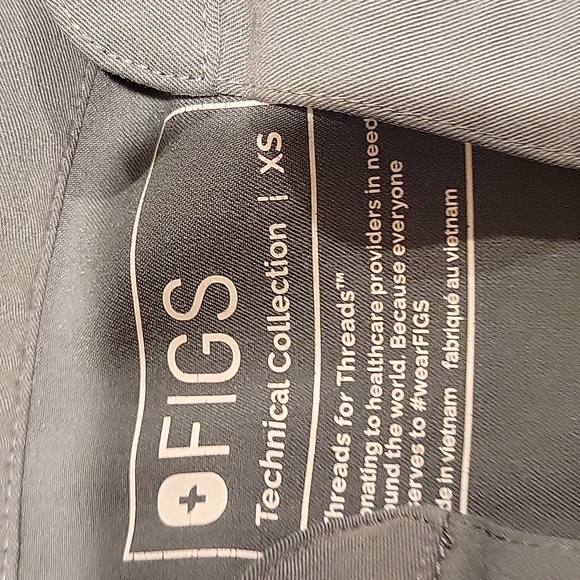 FIGS
Technical Collection | XS
hreads for Threads™
onating to healthcare providers in need
und the world. Because everyone
erves to #wearFIGS
de in vietnam fabriqué au vietnam